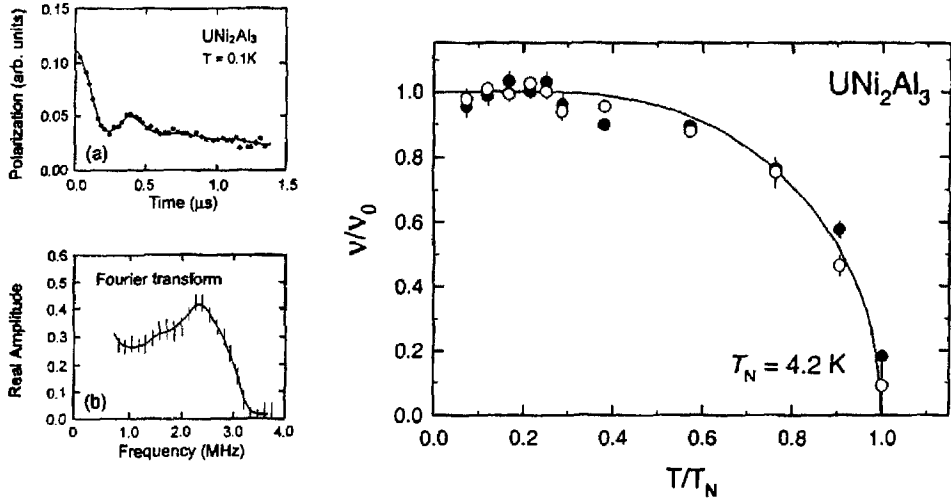 Polarization (arb. units)
0.15
0.10
0.05
0.00
UNi₂Al₃
T = 0.1K
(a)
0.0 0.5 1.0 1.5
Time (μs)
Real Amplitude
0.6
0.5
0.4
0.3
0.2
0.1
0.0
Fourier transform
(b)
1.0 2.0 3.0 4.0
Frequency (MHz)
ν/ν₀
1.0
0.8
0.6
0.4
0.2
0.0
UNi₂Al₃
T_N = 4.2 K
0.0 0.2 0.4 0.6 0.8 1.0
T/T_N